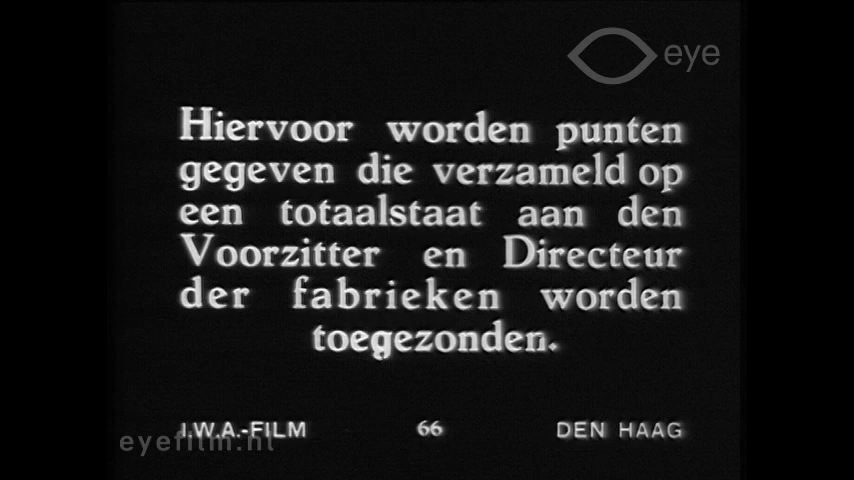 eye
Hiervoor worden punten
gegeven die verzameld op
een totaalstaat aan den
Voorzitter en Directeur
der fabrieken worden
toegezonden.
I.W.A.-FILM 66 DEN HAAG
eyefilm.nl